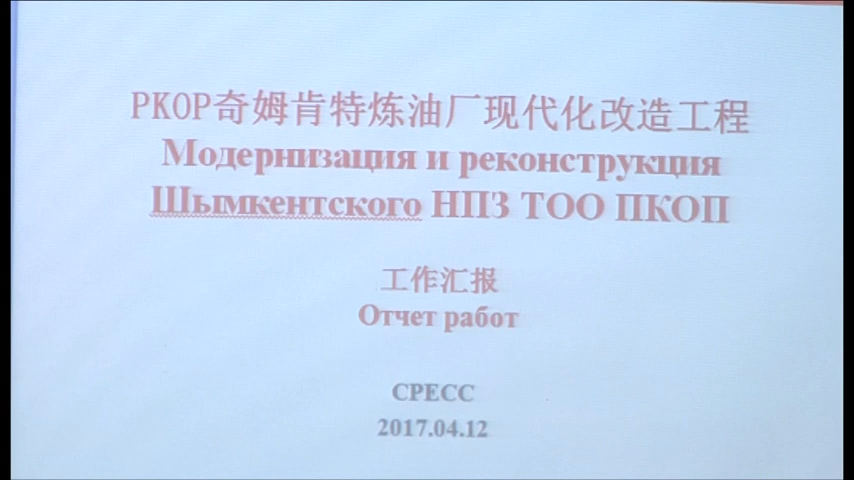 PKOP奇姆肯特炼油厂现代化改造工程
Модернизация и реконструкция
Шымкентского НПЗ ТОО ПКОП
工作汇报
Отчет работ
CPECC
2017.04.12